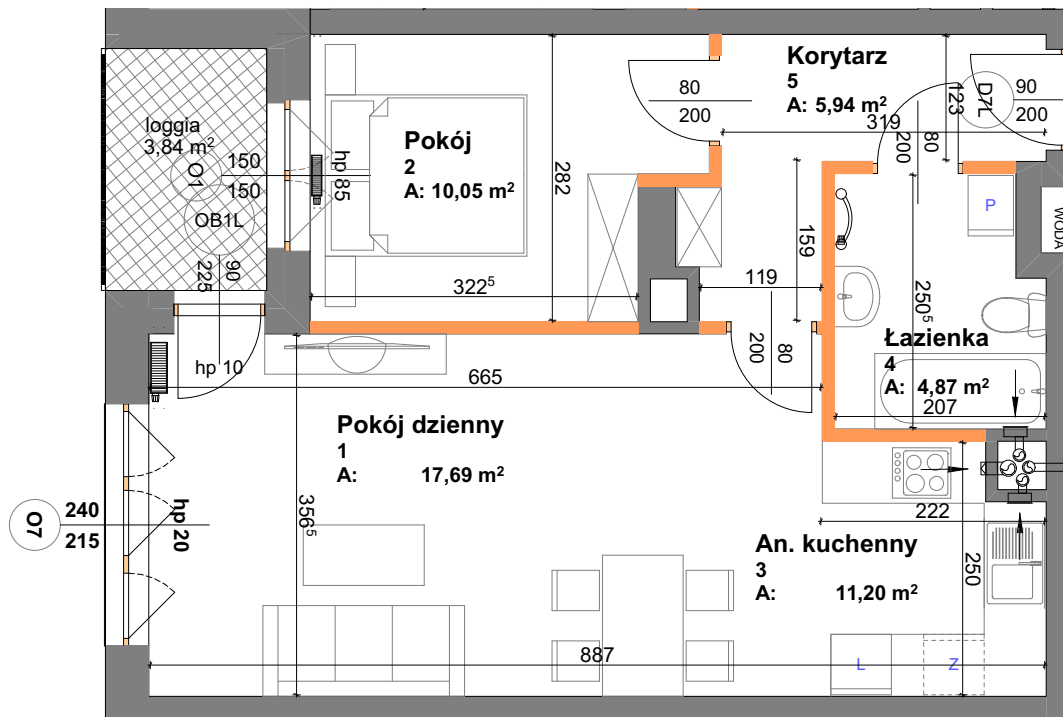 Korytarz
5
A: 5,94 m²
80
200
D7L
90
200
123
319
80
200
loggia
3,84 m²
O1
150
150
OB1L
90
225
hp 85
Pokój
2
A: 10,05 m²
282
322⁵
P
WODA
159
119
250⁵
80
200
hp 10
Łazienka
4
A: 4,87 m²
207
665
Pokój dzienny
1
A: 17,69 m²
356⁵
O7
240
215
hp 20
222
An. kuchenny
3
A: 11,20 m²
250
887
L
Z